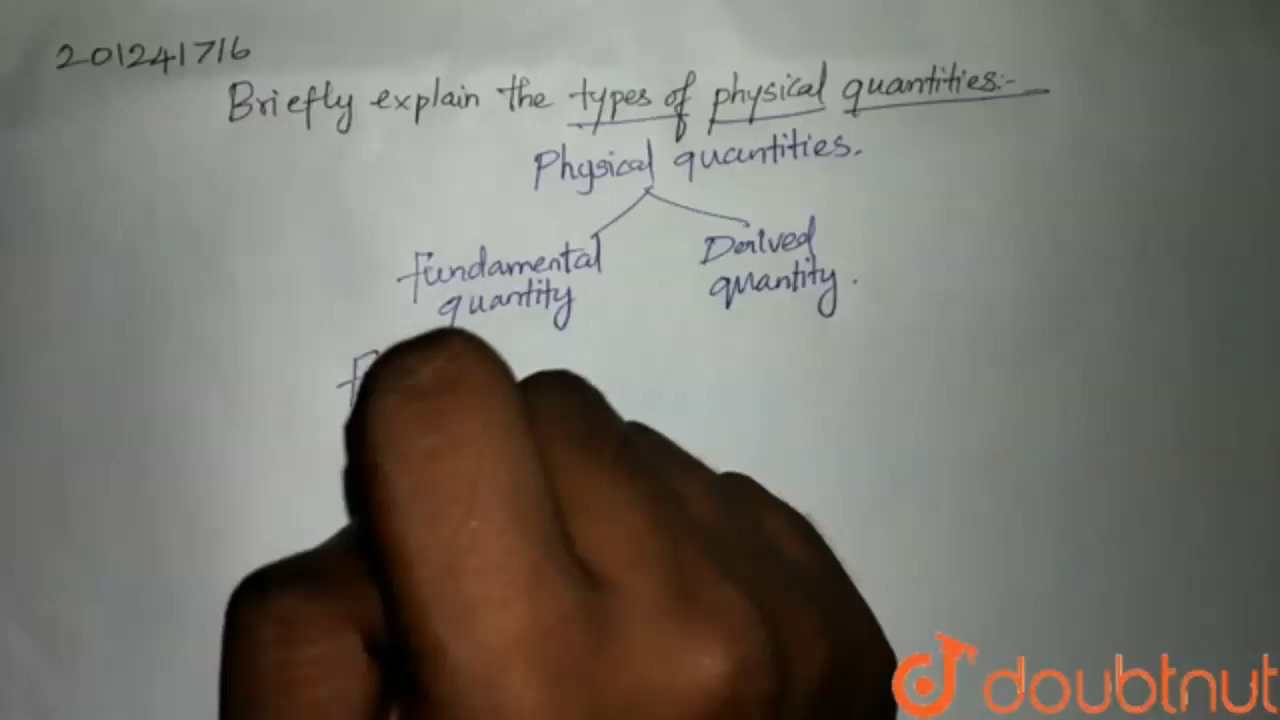 201241716
Briefly explain the types of physical quantities:-
Physical quantities.
Fundamental
quantity
Derived
quantity.
F
doubtnut